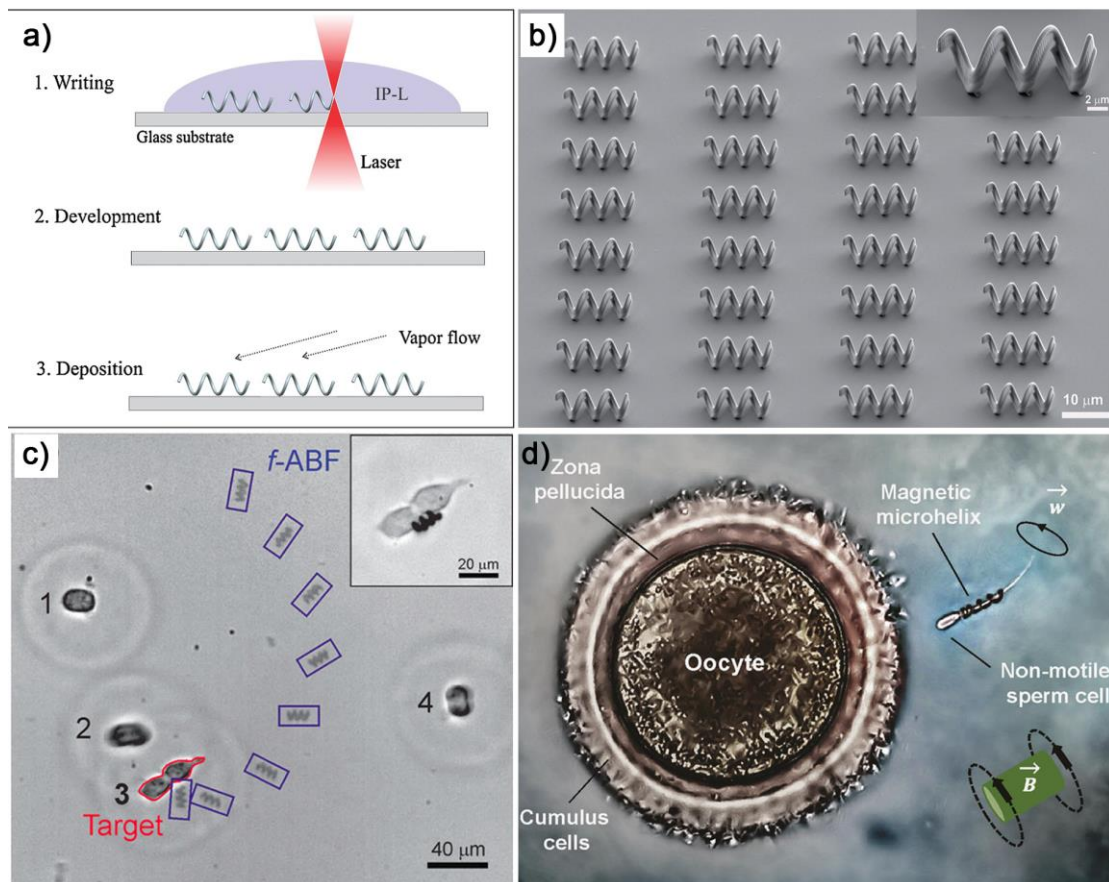 a)
1. Writing
IP-L
Glass substrate
Laser
2. Development
Vapor flow
3. Deposition
b)
2 μm
10 μm
c)
f-ABF
20 μm
1
2
3
4
Target
40 μm
d)
Zona
pellucida
Magnetic
microhelix
w
Oocyte
Non-motile
sperm cell
B
Cumulus
cells